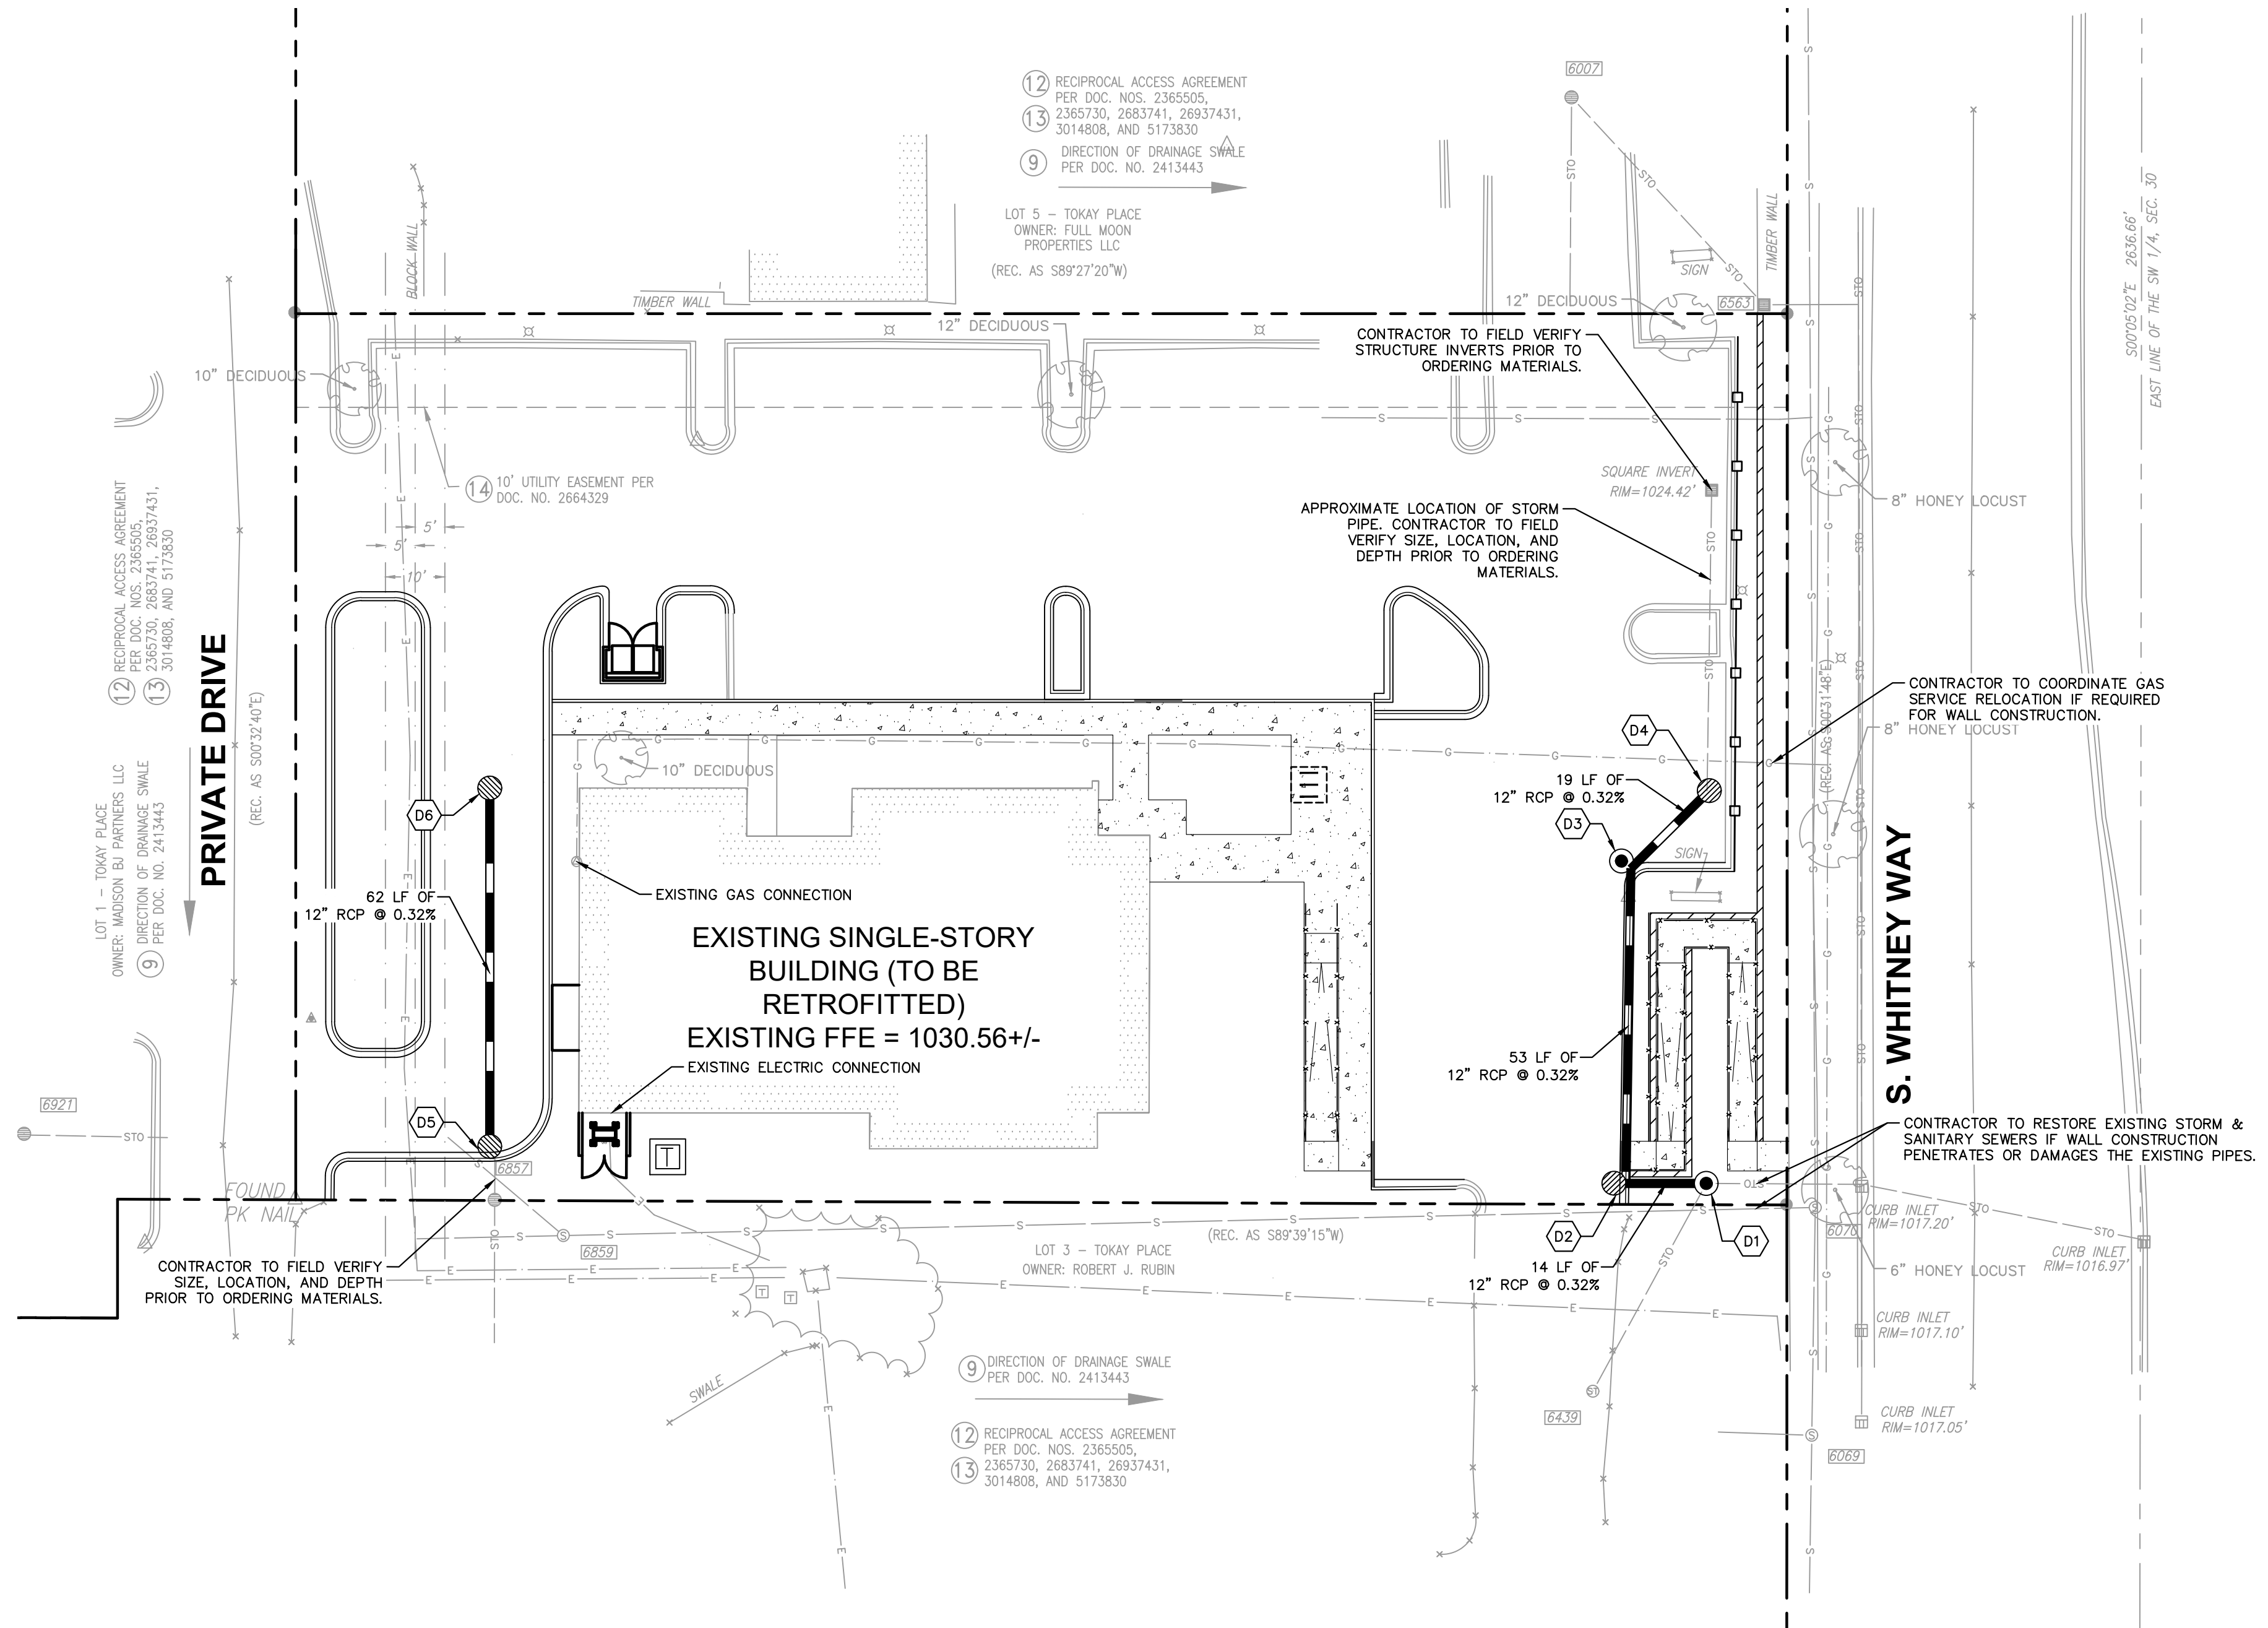 6007
12 RECIPROCAL ACCESS AGREEMENT
PER DOC. NOS. 2365505,
13 2365730, 2683741, 26937431,
3014808, AND 5173830
9 DIRECTION OF DRAINAGE SWALE
PER DOC. NO. 2413443
LOT 5 – TOKAY PLACE
OWNER: FULL MOON
PROPERTIES LLC
(REC. AS S89°27'20"W)
STO
STO
STO
SIGN
TIMBER WALL
S00°05'02"E 2636.66'
EAST LINE OF THE SW 1/4, SEC. 30
BLOCK WALL
TIMBER WALL
12" DECIDUOUS
12" DECIDUOUS
6563
CONTRACTOR TO FIELD VERIFY
STRUCTURE INVERTS PRIOR TO
ORDERING MATERIALS.
10" DECIDUOUS
14 10' UTILITY EASEMENT PER
DOC. NO. 2664329
5'
5'
10'
SQUARE INVERT
RIM=1024.42'
8" HONEY LOCUST
APPROXIMATE LOCATION OF STORM
PIPE. CONTRACTOR TO FIELD
VERIFY SIZE, LOCATION, AND
DEPTH PRIOR TO ORDERING
MATERIALS.
12 RECIPROCAL ACCESS AGREEMENT
PER DOC. NOS. 2365505,
13 2365730, 2683741, 26937431,
3014808, AND 5173830
PRIVATE DRIVE
(REC. AS S00°32'40"E)
LOT 1 – TOKAY PLACE
OWNER: MADISON BJ PARTNERS LLC
9 DIRECTION OF DRAINAGE SWALE
PER DOC. NO. 2413443
CONTRACTOR TO COORDINATE GAS
SERVICE RELOCATION IF REQUIRED
FOR WALL CONSTRUCTION.
8" HONEY LOCUST
(REC. AS S00°31'48"E)
10" DECIDUOUS
D4
19 LF OF
12" RCP @ 0.32%
D3
SIGN
D6
62 LF OF
12" RCP @ 0.32%
EXISTING GAS CONNECTION
EXISTING SINGLE-STORY
BUILDING (TO BE
RETROFITTED)
EXISTING FFE = 1030.56+/-
EXISTING ELECTRIC CONNECTION
S. WHITNEY WAY
53 LF OF
12" RCP @ 0.32%
6921
STO
D5
6857
T
CONTRACTOR TO RESTORE EXISTING STORM &
SANITARY SEWERS IF WALL CONSTRUCTION
PENETRATES OR DAMAGES THE EXISTING PIPES.
FOUND
PK NAIL
STO
S
6859
(REC. AS S89°39'15"W)
LOT 3 – TOKAY PLACE
OWNER: ROBERT J. RUBIN
D2
D1
14 LF OF
12" RCP @ 0.32%
STO
STO
CURB INLET
RIM=1017.20'
6070
STO
STO
CURB INLET
RIM=1016.97'
6" HONEY LOCUST
CONTRACTOR TO FIELD VERIFY
SIZE, LOCATION, AND DEPTH
PRIOR TO ORDERING MATERIALS.
T
T
CURB INLET
RIM=1017.10'
9 DIRECTION OF DRAINAGE SWALE
PER DOC. NO. 2413443
SWALE
ST
6439
CURB INLET
RIM=1017.05'
S
6069
12 RECIPROCAL ACCESS AGREEMENT
PER DOC. NOS. 2365505,
13 2365730, 2683741, 26937431,
3014808, AND 5173830